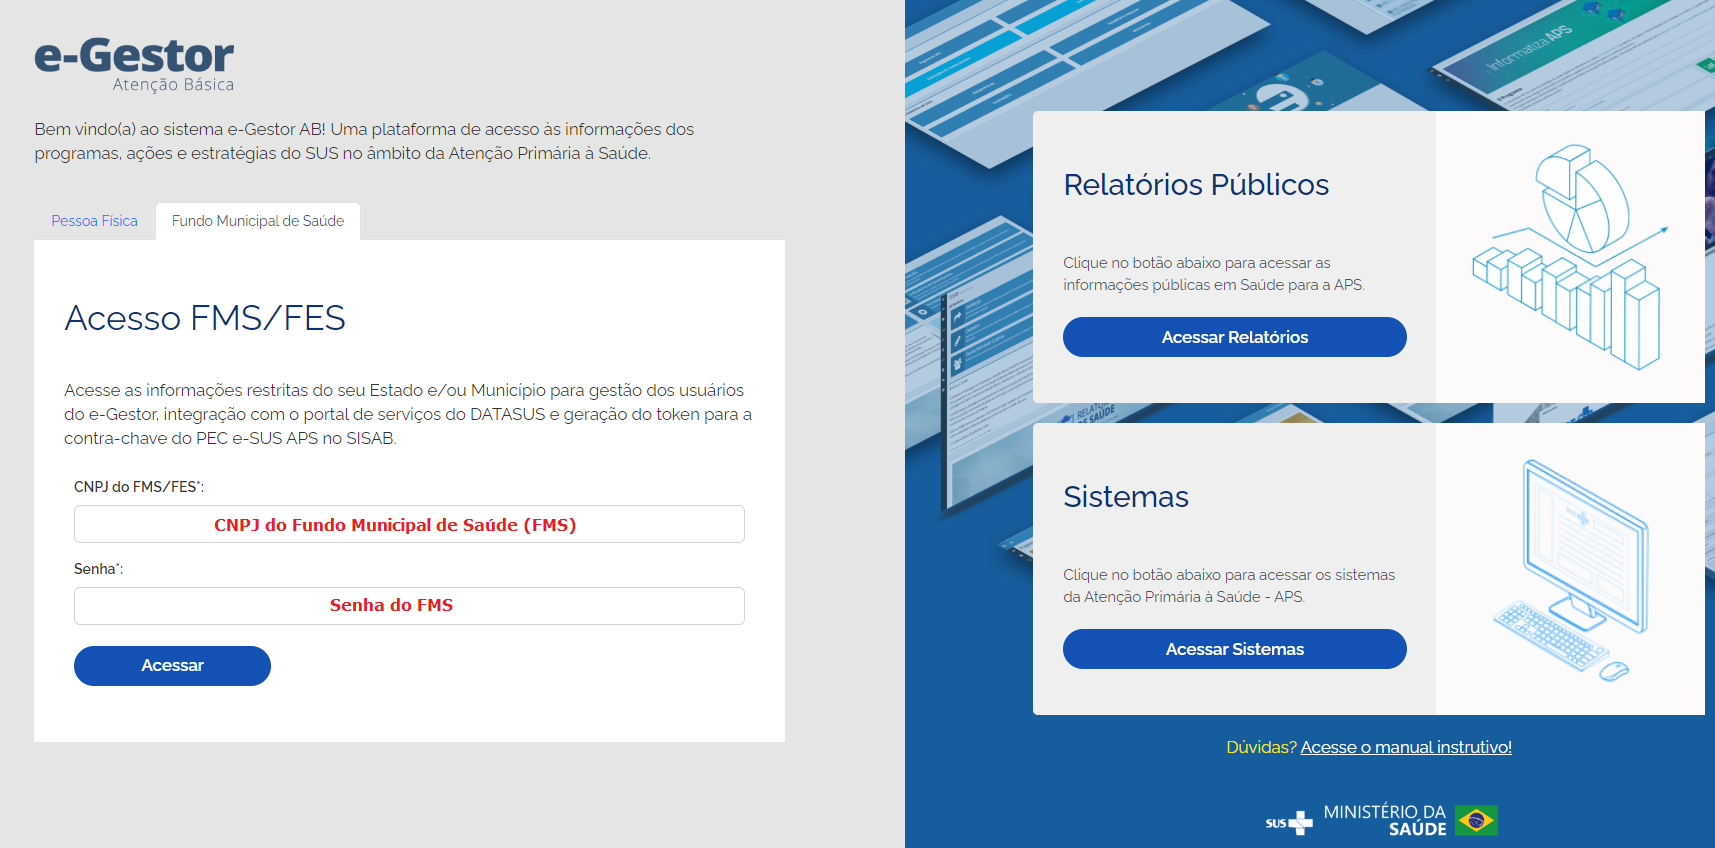 e-Gestor
Atenção Básica
Bem vindo(a) ao sistema e-Gestor AB! Uma plataforma de acesso às informações dos
programas, ações e estratégias do SUS no âmbito da Atenção Primária à Saúde.
Pessoa Física
Fundo Municipal de Saúde
Acesso FMS/FES
Acesse as informações restritas do seu Estado e/ou Município para gestão dos usuários
do e-Gestor, integração com o portal de serviços do DATASUS e geração do token para a
contra-chave do PEC e-SUS APS no SISAB.
CNPJ do FMS/FES*:
CNPJ do Fundo Municipal de Saúde (FMS)
Senha*:
Senha do FMS
Acessar
Informatiza APS
O Programa
Relatórios Públicos
Clique no botão abaixo para acessar as
informações públicas em Saúde para a APS.
Acessar Relatórios
DE SAÚDE
Sistemas
Clique no botão abaixo para acessar os sistemas
da Atenção Primária à Saúde - APS.
Acessar Sistemas
Dúvidas? Acesse o manual instrutivo!
SUS
MINISTÉRIO DA
SAÚDE